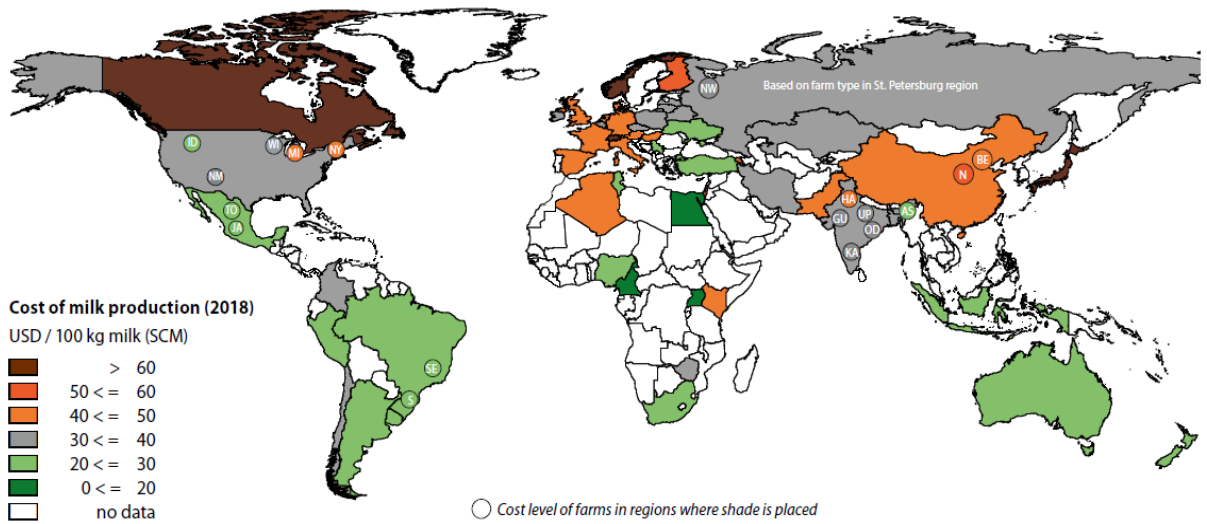 Based on farm type in St. Petersburg region
NW
ID
WI
MI
NY
NM
BE
N
TO
JA
HA
GU
UP
AS
OD
KA
SE
S
Cost of milk production (2018)
USD / 100 kg milk (SCM)
> 60
50 < = 60
40 < = 50
30 < = 40
20 < = 30
0 < = 20
no data
Cost level of farms in regions where shade is placed